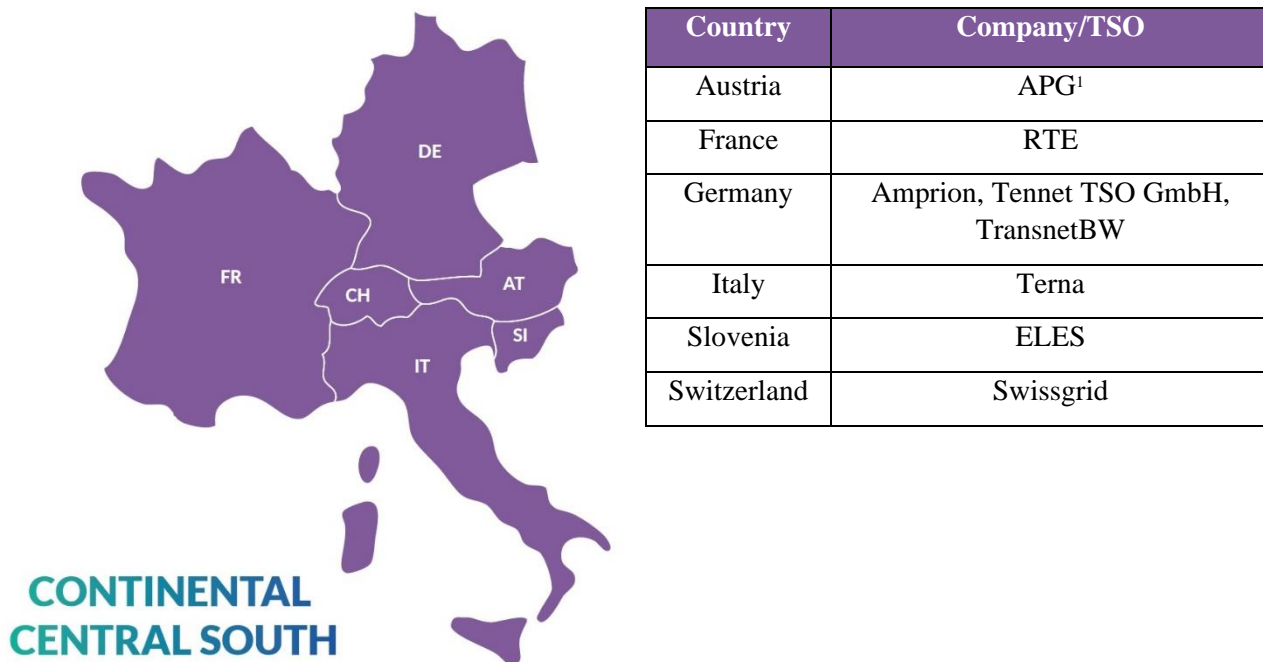 DE
FR
CH
AT
SI
IT
CONTINENTAL
CENTRAL SOUTH
Country Company/TSO
Austria APG¹
France RTE
Germany Amprion, Tennet TSO GmbH,
TransnetBW
Italy Terna
Slovenia ELES
Switzerland Swissgrid